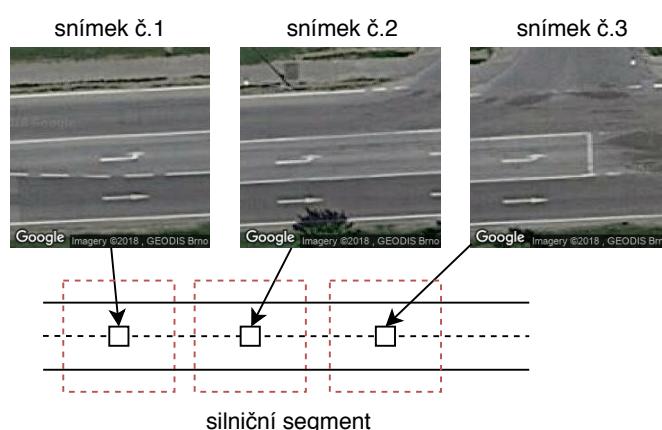 snímek č.1
snímek č.2
snímek č.3
Google Imagery ©2018 , GEODIS Brno
Google Imagery ©2018 , GEODIS Brno
Google Imagery ©2018 , GEODIS Brn
silniční segment